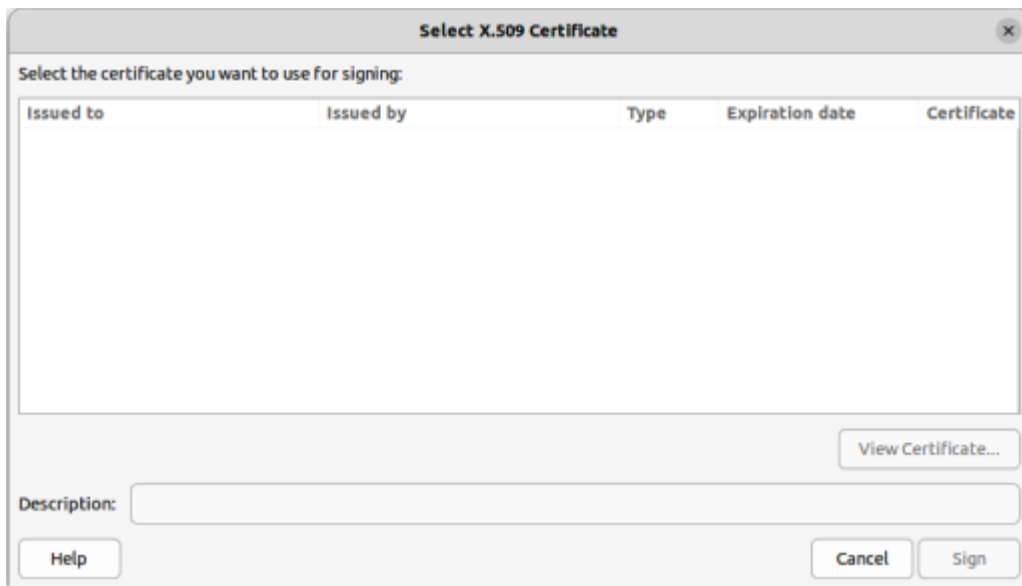 Select X.509 Certificate
Select the certificate you want to use for signing:
Issued to Issued by Type Expiration date Certificate
View Certificate...
Description:
Help Cancel Sign